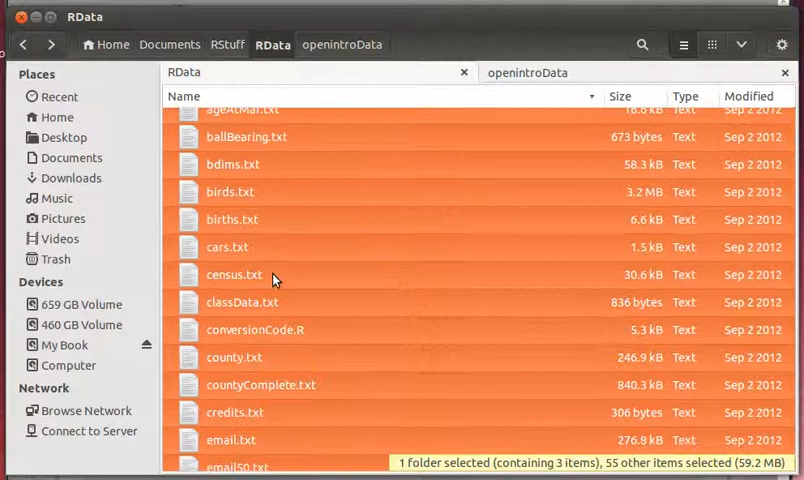 RData
Home Documents RStuff RData openintroData
Places
Recent
Home
Desktop
Documents
Downloads
Music
Pictures
Videos
Trash
Devices
659 GB Volume
460 GB Volume
My Book
Computer
Network
Browse Network
Connect to Server
RData openintroData
Name Size Type Modified
ageAtMar.txt 16.6 kB Text Sep 2 2012
ballBearing.txt 673 bytes Text Sep 2 2012
bdims.txt 58.3 kB Text Sep 2 2012
birds.txt 3.2 MB Text Sep 2 2012
births.txt 6.6 kB Text Sep 2 2012
cars.txt 1.5 kB Text Sep 2 2012
census.txt 30.6 kB Text Sep 2 2012
classData.txt 836 bytes Text Sep 2 2012
conversionCode.R 5.3 kB Text Sep 2 2012
county.txt 246.9 kB Text Sep 2 2012
countyComplete.txt 840.3 kB Text Sep 2 2012
credits.txt 306 bytes Text Sep 2 2012
email.txt 276.8 kB Text Sep 2 2012
email50.txt
1 folder selected (containing 3 items), 55 other items selected (59.2 MB)